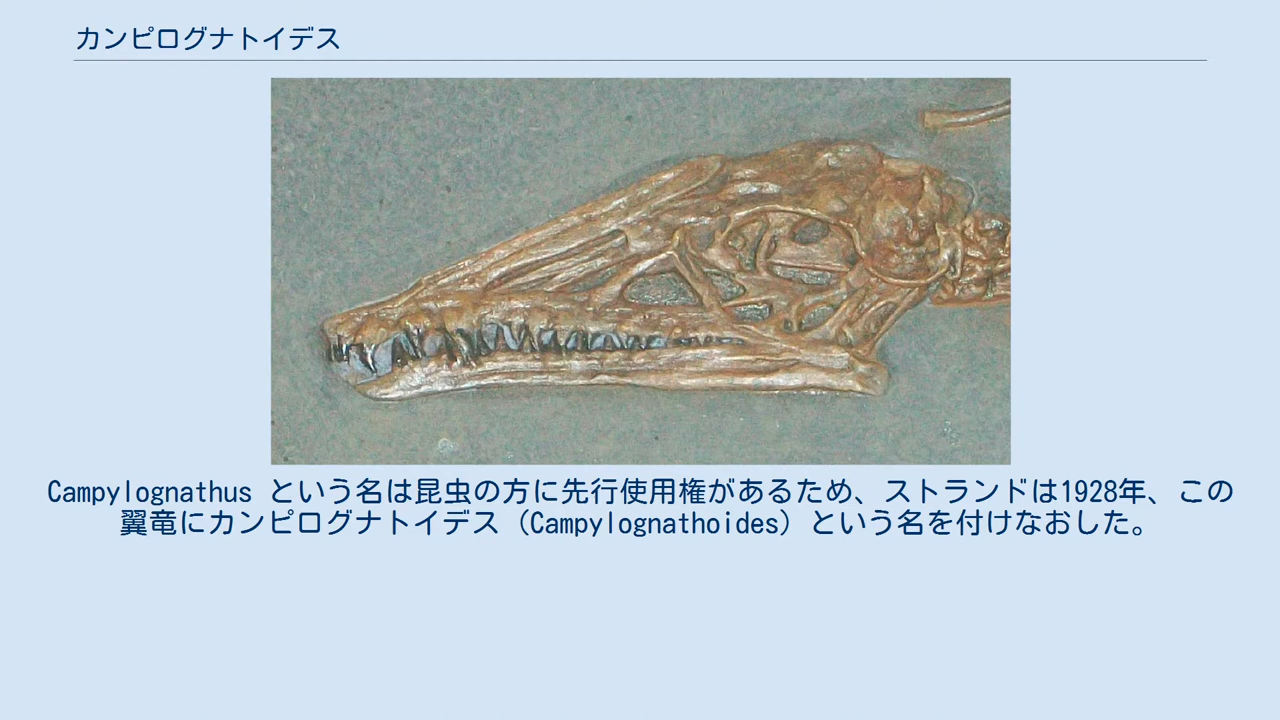 カンピログナトイデス
Campylognathus という名は昆虫の方に先行使用権があるため、ストランドは1928年、この
翼竜にカンピログナトイデス（Campylognathoides）という名を付けなおした。